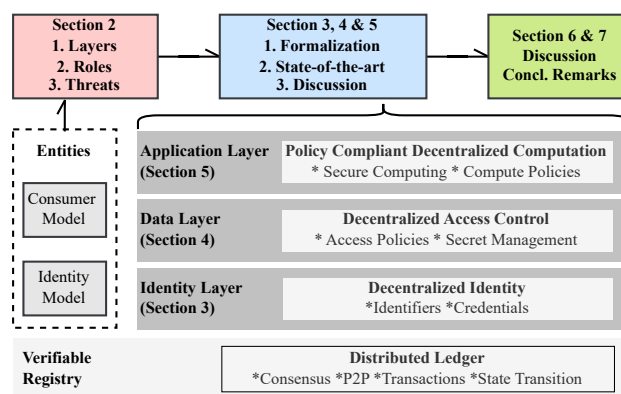 Section 2
1. Layers
2. Roles
3. Threats
Section 3, 4 & 5
1. Formalization
2. State-of-the-art
3. Discussion
Section 6 & 7
Discussion
Concl. Remarks
Entities
Consumer
Model
Identity
Model
Application Layer
(Section 5)
Policy Compliant Decentralized Computation
* Secure Computing * Compute Policies
Data Layer
(Section 4)
Decentralized Access Control
* Access Policies * Secret Management
Identity Layer
(Section 3)
Decentralized Identity
*Identifiers *Credentials
Verifiable
Registry
Distributed Ledger
*Consensus *P2P *Transactions *State Transition